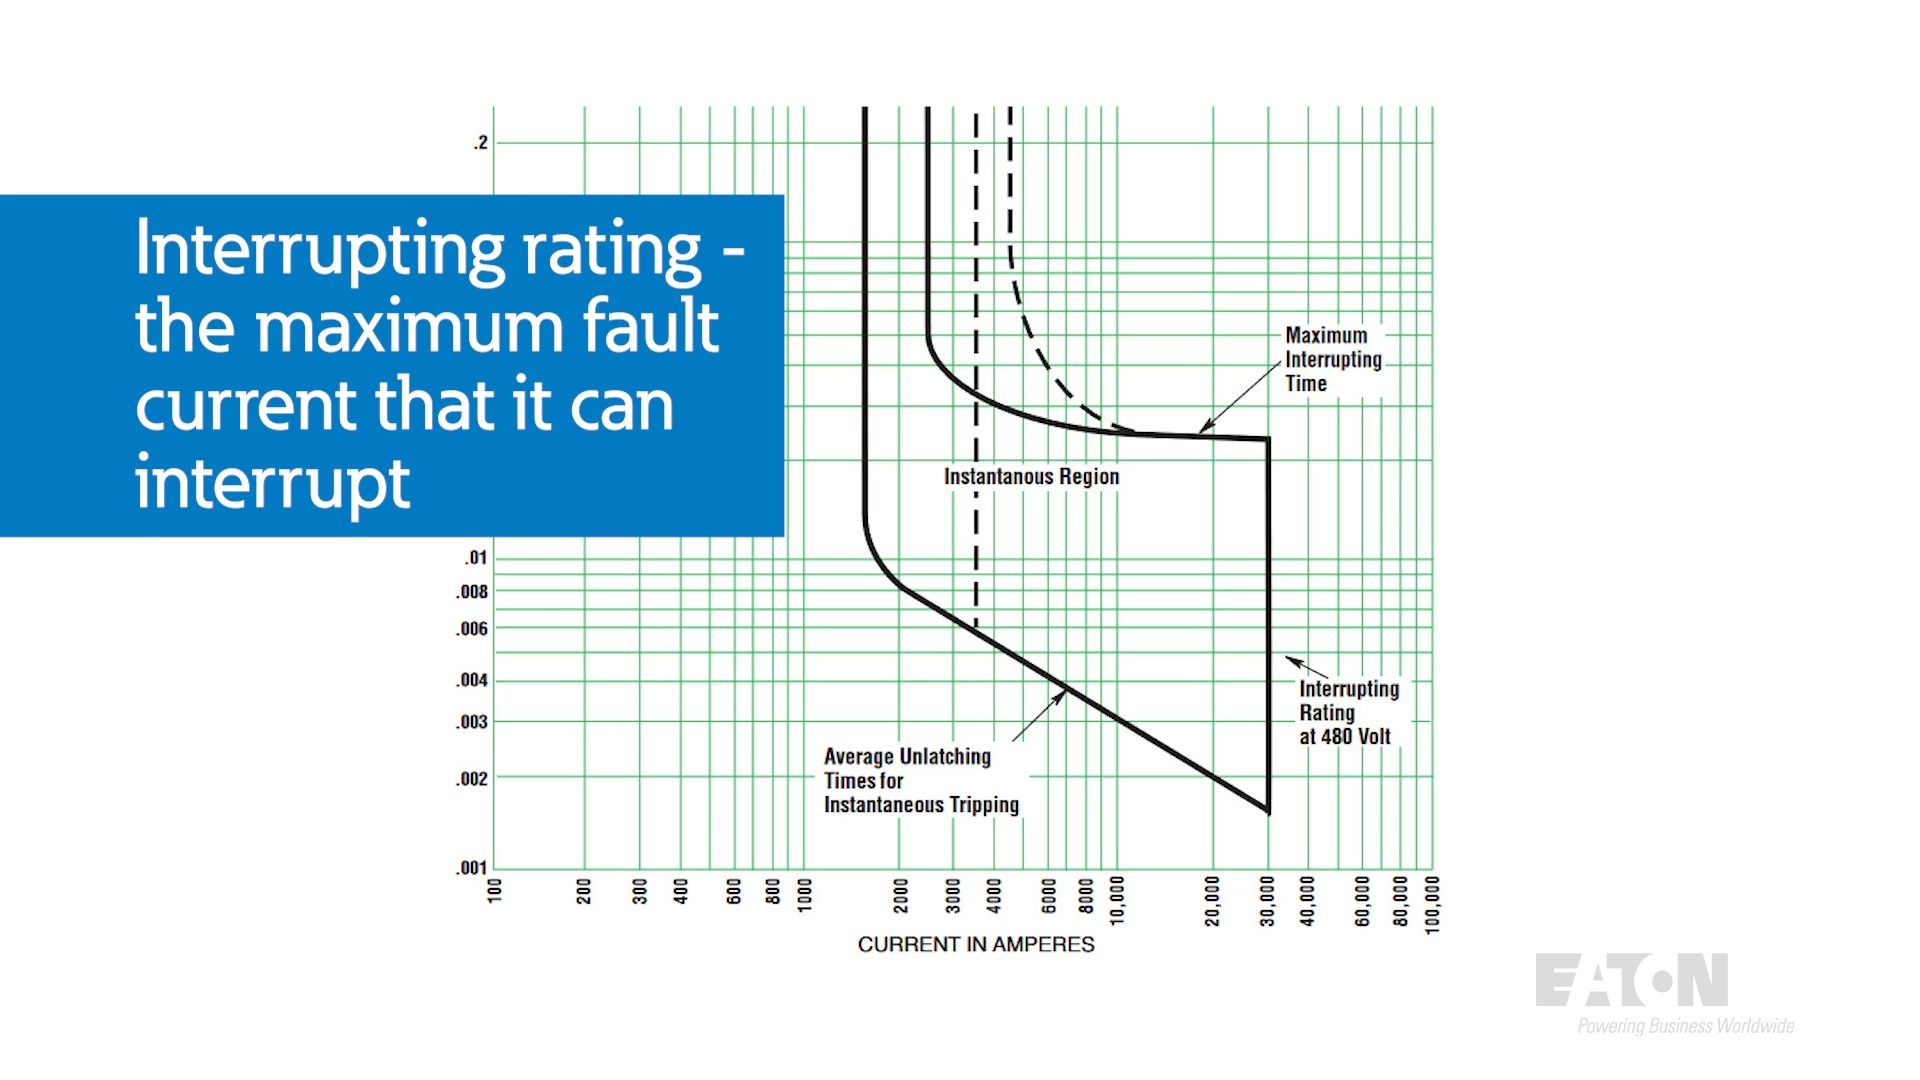 Interrupting rating -
the maximum fault
current that it can
interrupt
.2
.01
.008
.006
.004
.003
.002
.001
Maximum
Interrupting
Time
Instantanous Region
Interrupting
Rating
at 480 Volt
Average Unlatching
Times for
Instantaneous Tripping
100
200
300
400
600
800
1000
2000
3000
4000
6000
8000
10,000
20,000
30,000
40,000
60,000
80,000
100,000
CURRENT IN AMPERES
EATON
Powering Business Worldwide